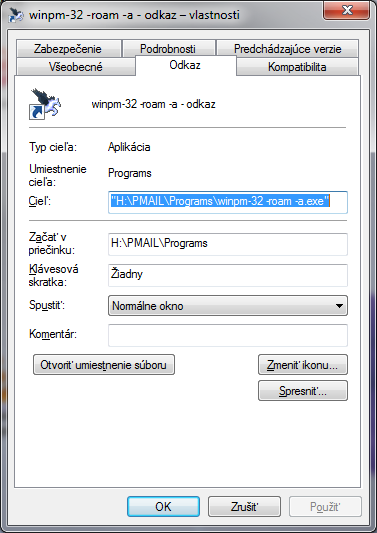 winpm-32 -roam -a - odkaz – vlastnosti
Zabezpečenie Podrobnosti Predchádzajúce verzie
Všeobecné Odkaz Kompatibilita
winpm-32 -roam -a - odkaz
Typ cieľa: Aplikácia
Umiestnenie cieľa: Programs
Cieľ: "H:\PMAIL\Programs\winpm-32 -roam -a.exe"
Začať v priečinku: H:\PMAIL\Programs
Klávesová skratka: Žiadny
Spustiť: Normálne okno
Komentár:
Otvoriť umiestnenie súboru Zmeniť ikonu...
Spresniť...
OK Zrušiť Použiť